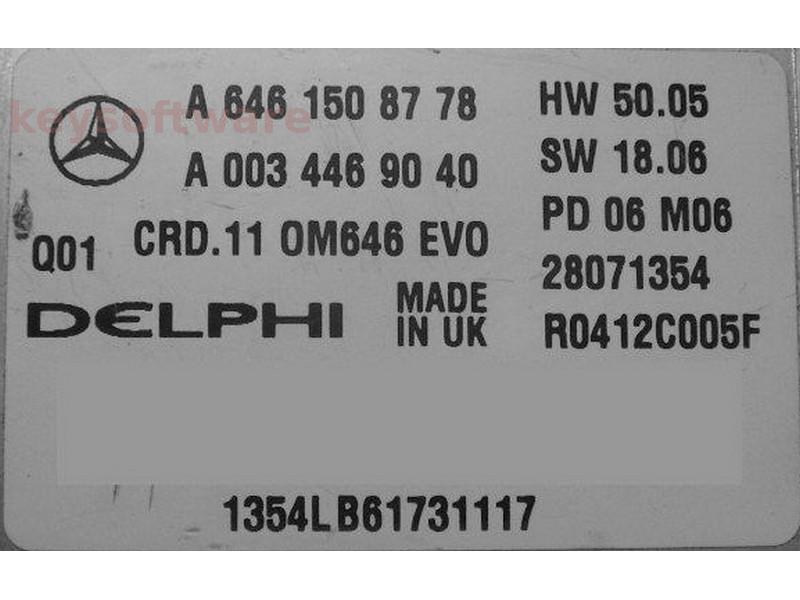 keysoftware
A 646 150 87 78
HW 50.05
A 003 446 90 40
SW 18.06
PD 06 M06
Q01
CRD.11 OM646 EVO
28071354
DELPHI
MADE
IN UK
R0412C005F
1354LB61731117